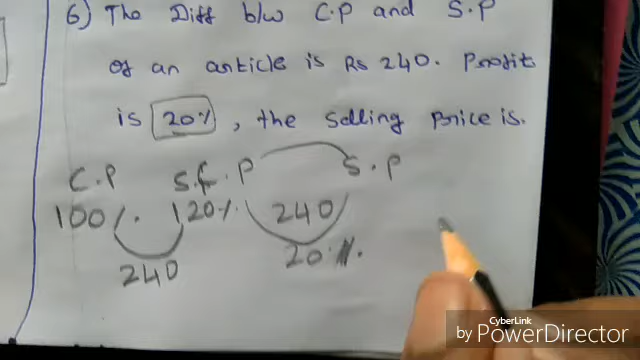 6) The Diff b/w C.P and S.P
of an article is Rs 240. Profit
is 20%, the selling price is.
C.P S.P S.P
100%. 120%. 240
240 20%.
CyberLink
by PowerDirector